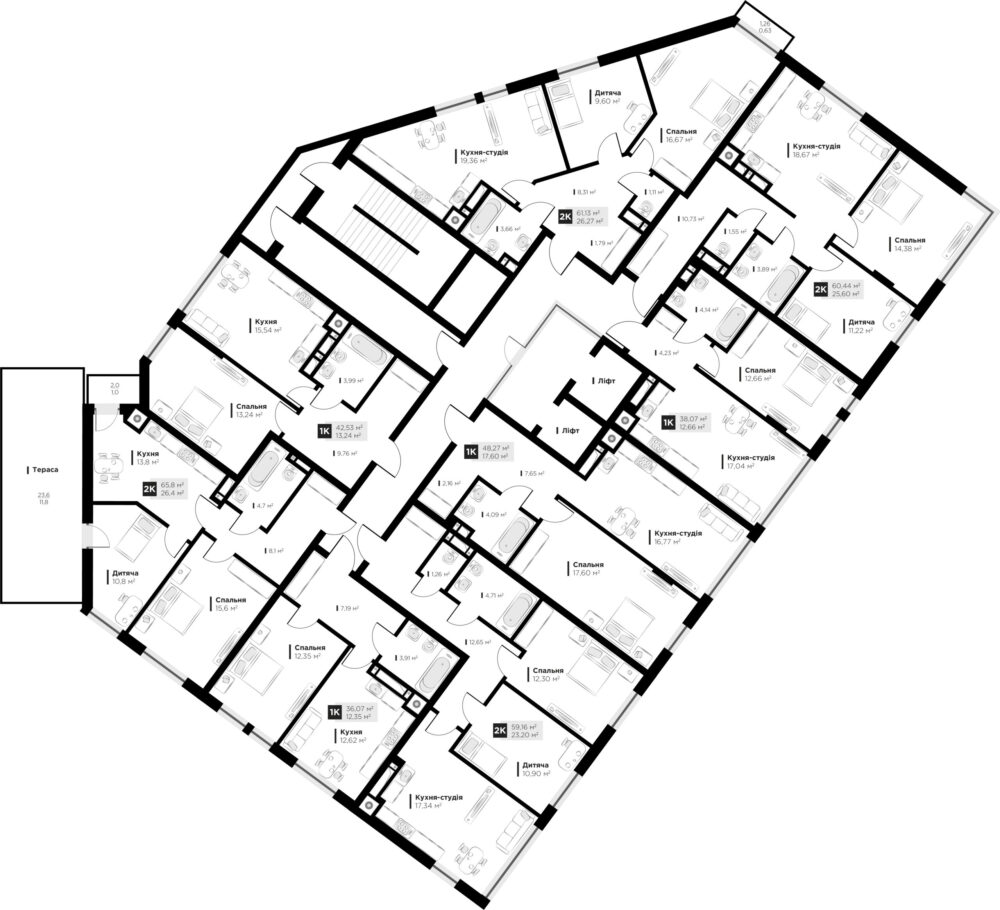 1,26
0.63
Дитяча
9,60 м²
Спальня
16,67 м²
Кухня-студія
19,36 м²
Кухня-студія
18,67 м²
8,31 м²
1,11 м²
2К
61,13 м²
26,27 м²
3,66 м²
1,79 м²
10,73 м²
1,55 м²
3,89 м²
Спальня
14,38 м²
2К
60,44 м²
25,60 м²
Дитяча
11,22 м²
4,14 м²
4,23 м²
Спальня
12,66 м²
1К
38,07 м²
12,66 м²
Кухня-студія
17,04 м²
Ліфт
Ліфт
Кухня
15,54 м²
3,99 м²
Спальня
13,24 м²
1К
42,53 м²
13,24 м²
9,76 м²
2,0
1,0
Тераса
23,6
11,8
Кухня
13,8 м²
2К
65,8 м²
26,4 м²
4,7 м²
8,1 м²
Дитяча
10,8 м²
Спальня
15,6 м²
1К
48,27 м²
17,60 м²
7,65 м²
2,16 м²
4,09 м²
Кухня-студія
16,77 м²
Спальня
17,60 м²
1,26 м²
4,71 м²
12,65 м²
Спальня
12,30 м²
2К
59,16 м²
23,20 м²
Дитяча
10,90 м²
Кухня-студія
17,34 м²
7,19 м²
Спальня
12,35 м²
3,91 м²
1К
36,07 м²
12,35 м²
Кухня
12,62 м²